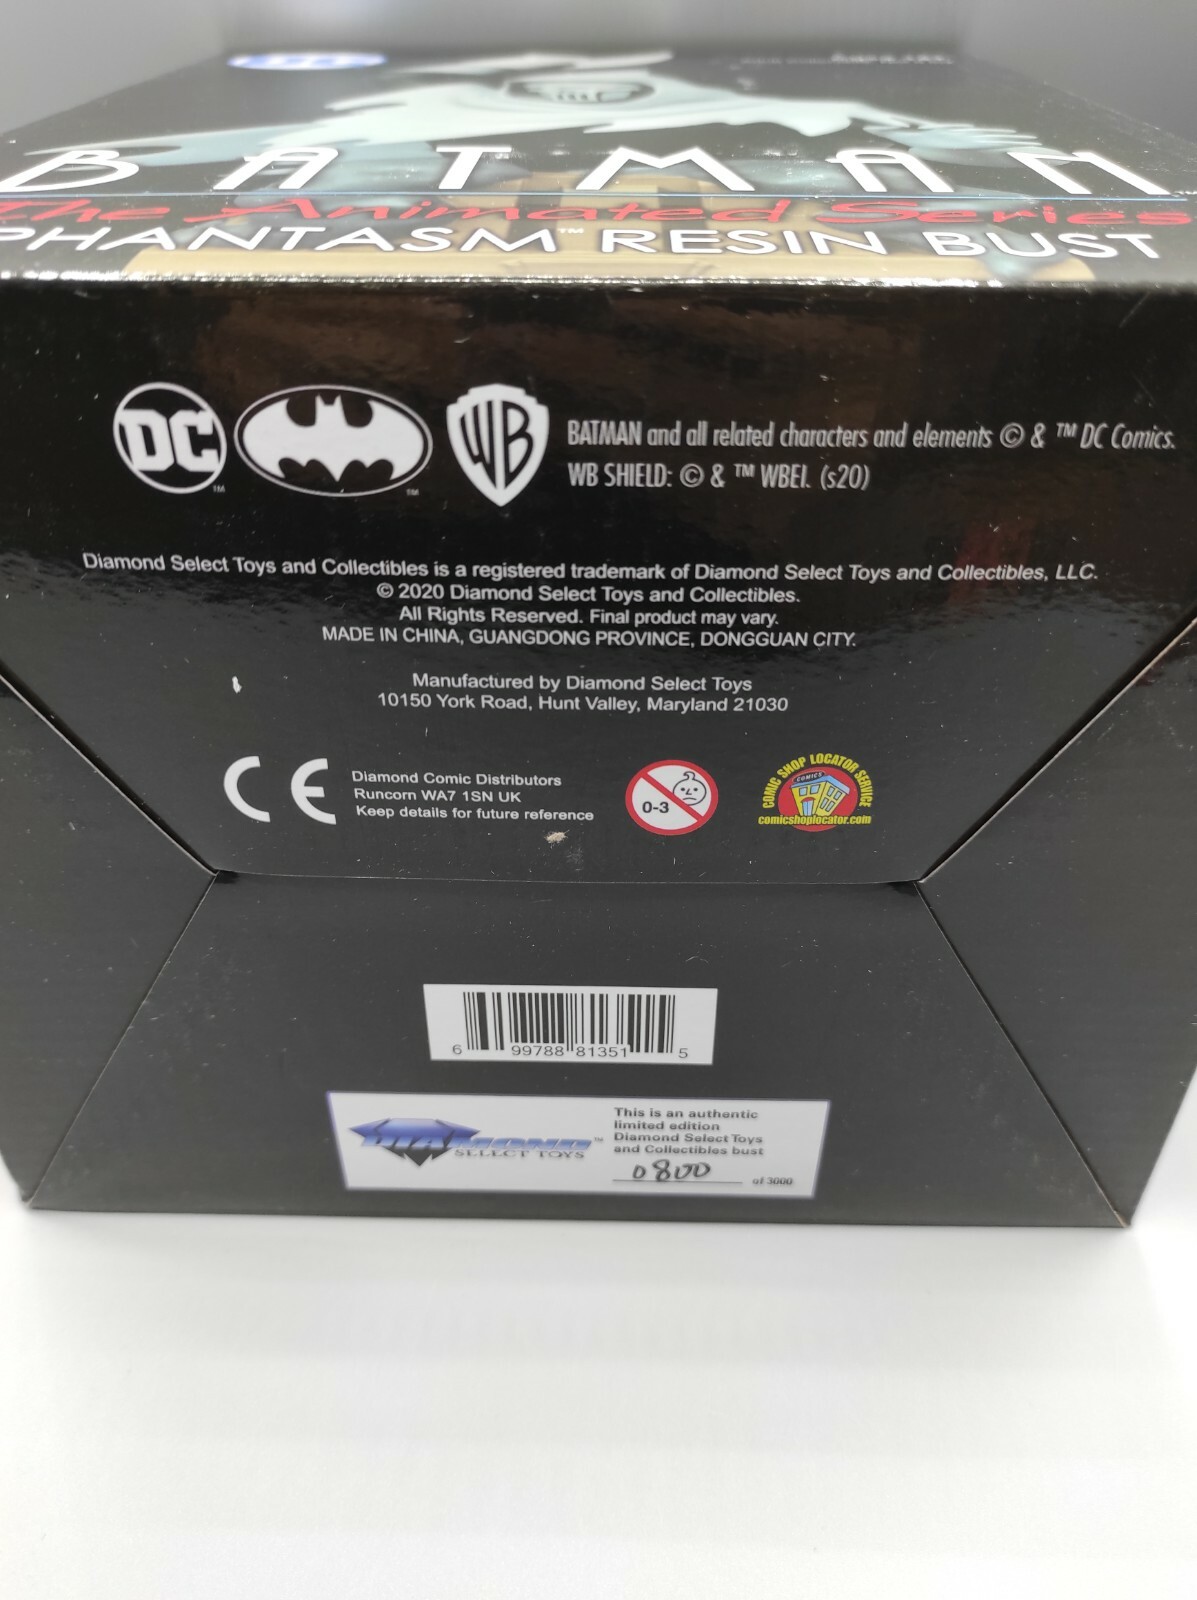 BATMAN™
The Animated Series
PHANTASM™ RESIN BUST
DC™
™
WB
BATMAN and all related characters and elements © & ™ DC Comics.
WB SHIELD: © & ™ WBEI. (s20)
Diamond Select Toys and Collectibles is a registered trademark of Diamond Select Toys and Collectibles, LLC.
© 2020 Diamond Select Toys and Collectibles.
All Rights Reserved. Final product may vary.
MADE IN CHINA, GUANGDONG PROVINCE, DONGGUAN CITY.
Manufactured by Diamond Select Toys
10150 York Road, Hunt Valley, Maryland 21030
CE
Diamond Comic Distributors
Runcorn WA7 1SN UK
Keep details for future reference
0-3
COMIC SHOP LOCATOR SERVICE
COMICS
comicshoplocator.com
6 99788 81351 5
DIAMOND™
SELECT TOYS
This is an authentic
limited edition
Diamond Select Toys
and Collectibles bust
0800 of 3000